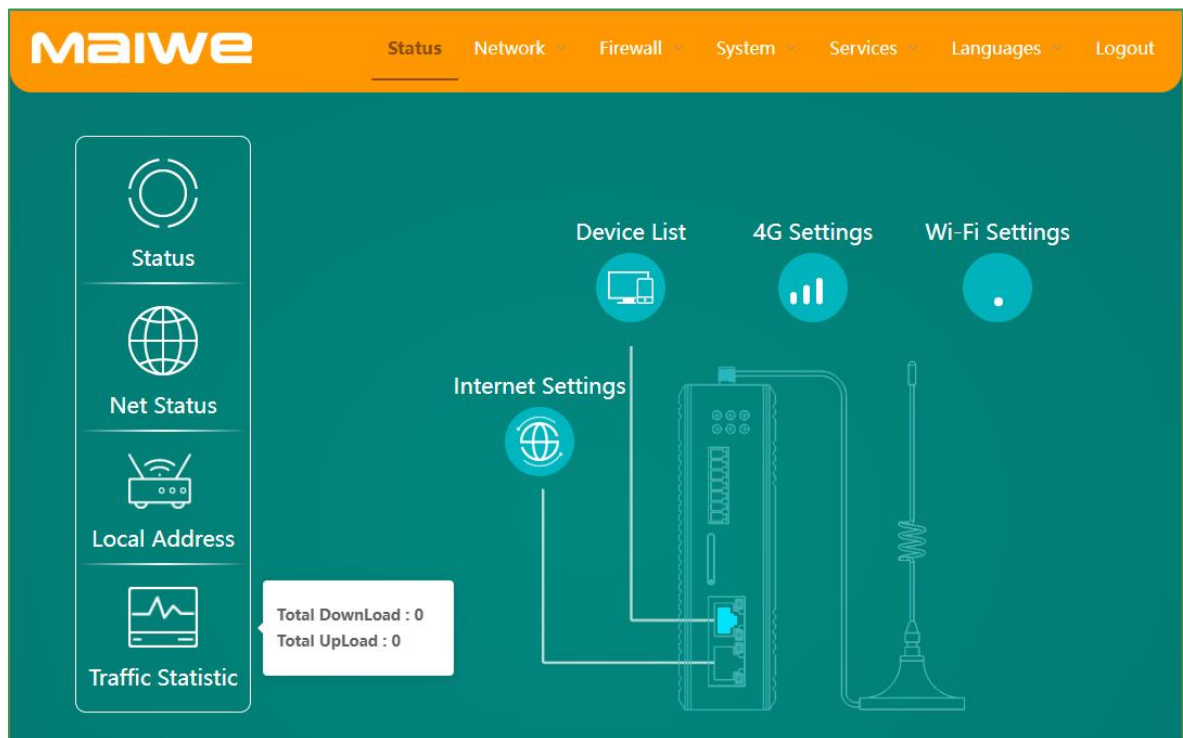 Maiwe
Status Network Firewall System Services Languages Logout
Status
Net Status
Local Address
Traffic Statistic
Total DownLoad : 0
Total UpLoad : 0
Device List
4G Settings
Wi-Fi Settings
Internet Settings